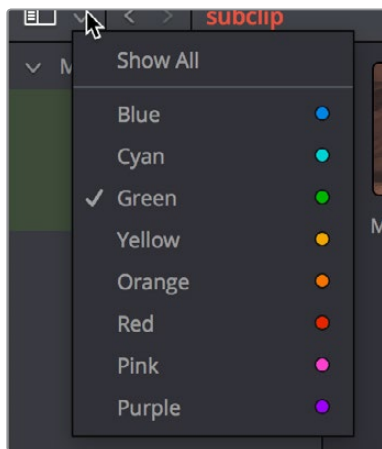 subclip
M
Show All
Blue
Cyan
Green
Yellow
M
Orange
Red
Pink
Purple